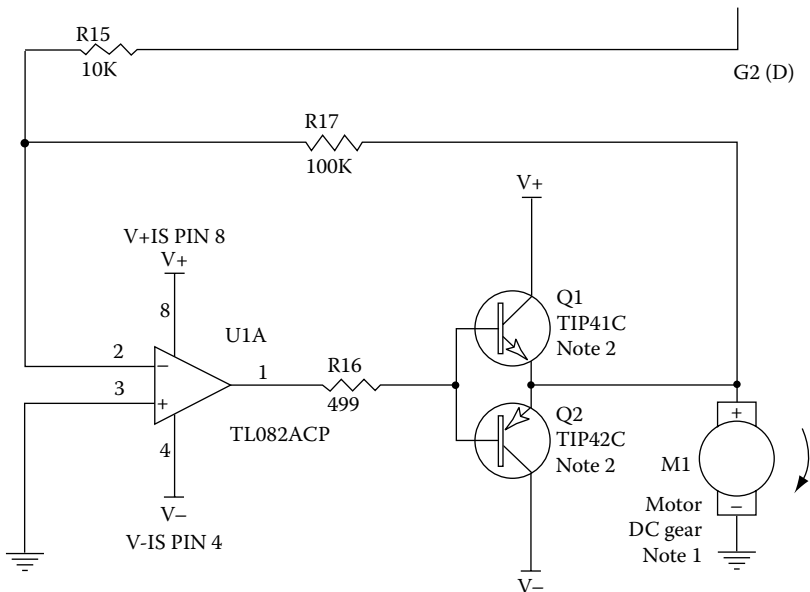 R15
10K
G2 (D)
R17
100K
V+
V+IS PIN 8
V+
8
Q1
TIP41C
Note 2
U1A
2
−
1
R16
499
3
+
TL082ACP
4
Q2
TIP42C
Note 2
+
M1
V−
V-IS PIN 4
Motor
DC gear
Note 1
−
V−